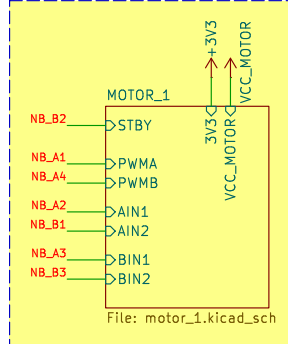 +3V3
VCC_MOTOR
MOTOR_1
3V3
VCC_MOTOR
NB_B2 STBY
NB_A1 PWMA
NB_A4 PWMB
NB_A2 AIN1
NB_B1 AIN2
NB_A3 BIN1
NB_B3 BIN2
File: motor_1.kicad_sch